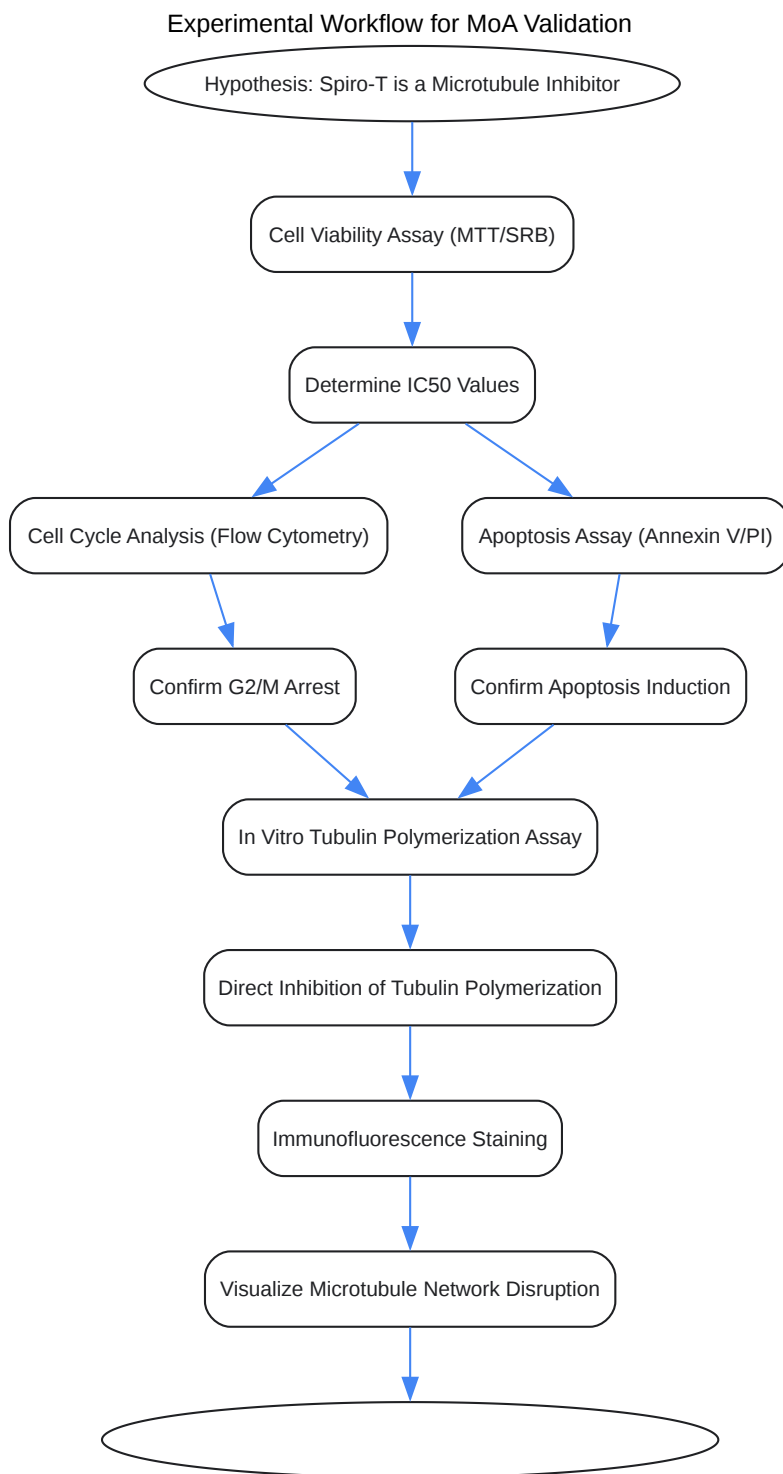 Experimental Workflow for MoA Validation
Hypothesis: Spiro-T is a Microtubule Inhibitor
Cell Viability Assay (MTT/SRB)
Determine IC50 Values
Cell Cycle Analysis (Flow Cytometry)
Apoptosis Assay (Annexin V/PI)
Confirm G2/M Arrest
Confirm Apoptosis Induction
In Vitro Tubulin Polymerization Assay
Direct Inhibition of Tubulin Polymerization
Immunofluorescence Staining
Visualize Microtubule Network Disruption